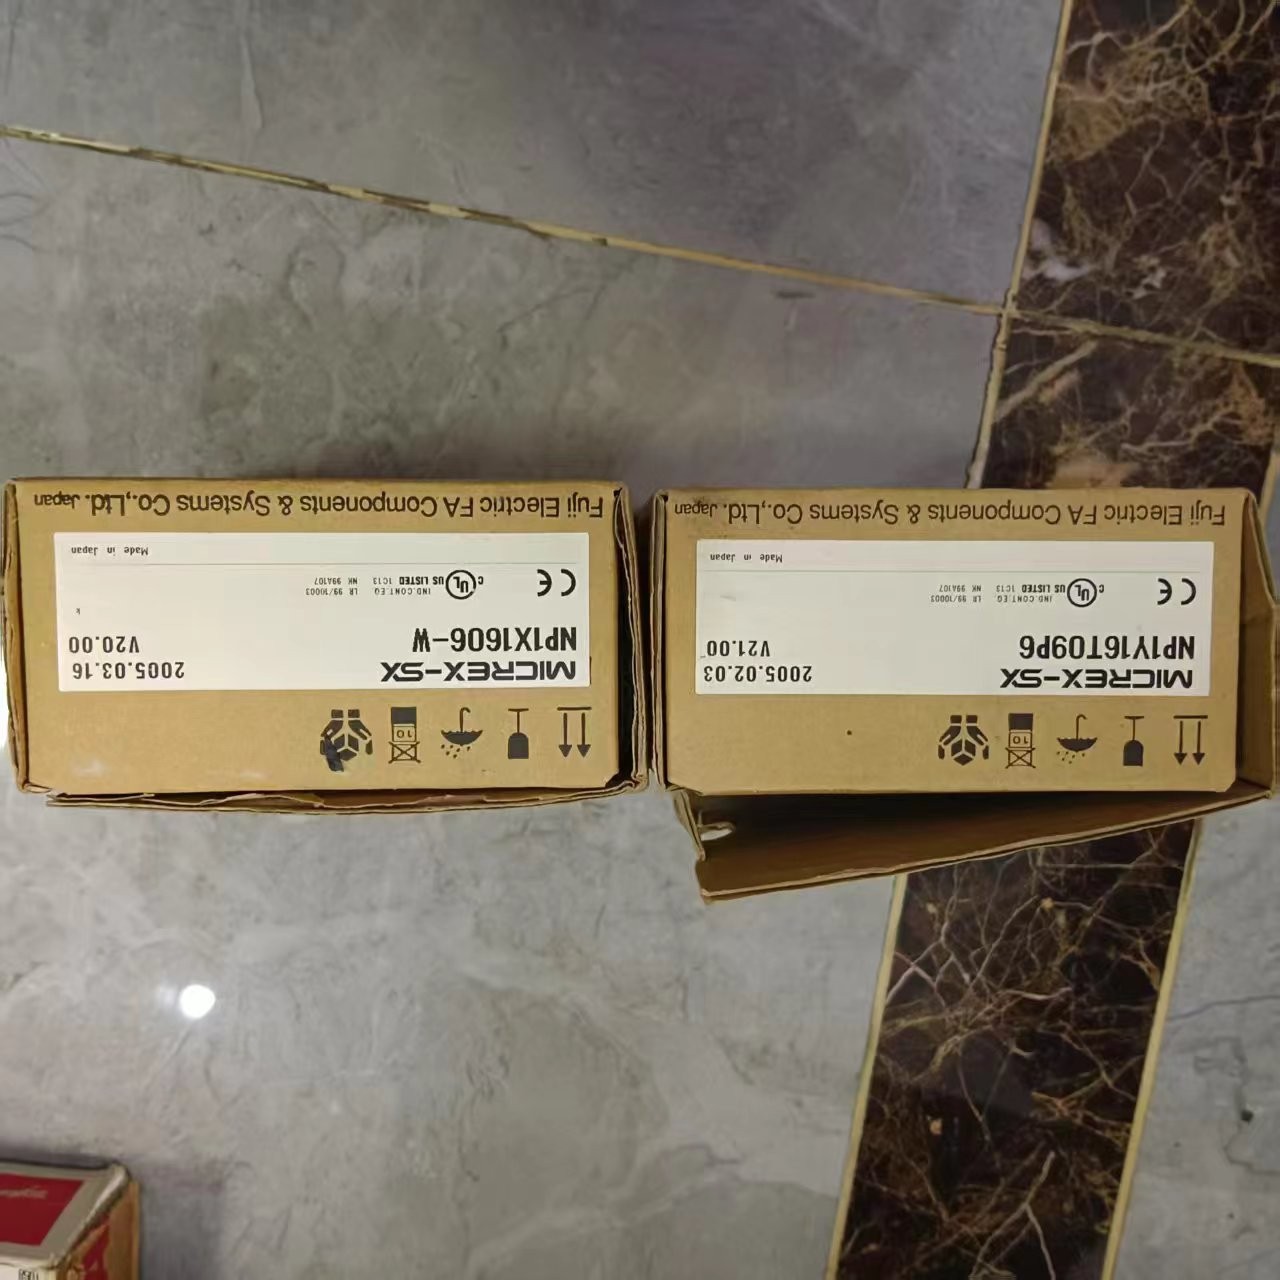 Fuji Electric FA Components & Systems Co.,Ltd. Japan
MICREX-SX 2005.02.03
NP1Y16T09P6 V21.00
CE
c UL US LISTED
IND.CONT.EQ LR 99/10003
1C13 NK 99A107
Made in Japan
10
Fuji Electric FA Components & Systems Co.,Ltd. Japan
MICREX-SX 2005.03.16
NP1X1606-W V20.00
k
CE
c UL US LISTED
IND.CONT.EQ LR 99/10003
1C13 NK 99A107
Made in Japan
10